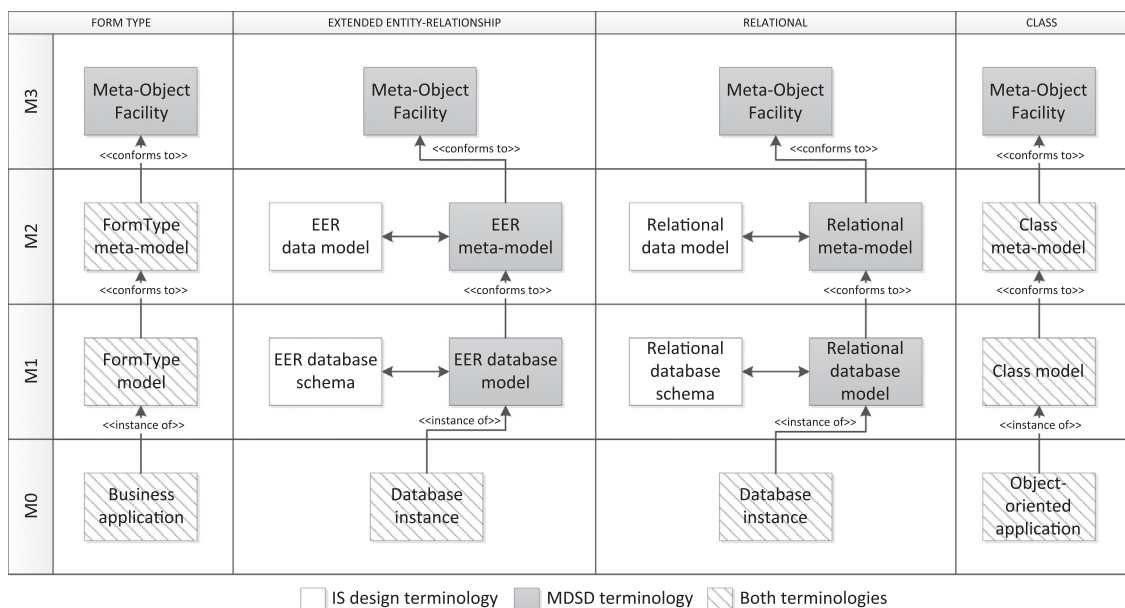 FORM TYPE
EXTENDED ENTITY-RELATIONSHIP
RELATIONAL
CLASS
M3
Meta-Object
Facility
Meta-Object
Facility
Meta-Object
Facility
Meta-Object
Facility
<<conforms to>>
<<conforms to>>
<<conforms to>>
<<conforms to>>
M2
FormType
meta-model
EER
data model
EER
meta-model
Relational
data model
Relational
meta-model
Class
meta-model
<<conforms to>>
<<conforms to>>
<<conforms to>>
<<conforms to>>
M1
FormType
model
EER database
schema
EER database
model
Relational
database
schema
Relational
database
model
Class model
<<instance of>>
<<instance of>>
<<instance of>>
<<instance of>>
M0
Business
application
Database
instance
Database
instance
Object-
oriented
application
IS design terminology
MDSD terminology
Both terminologies